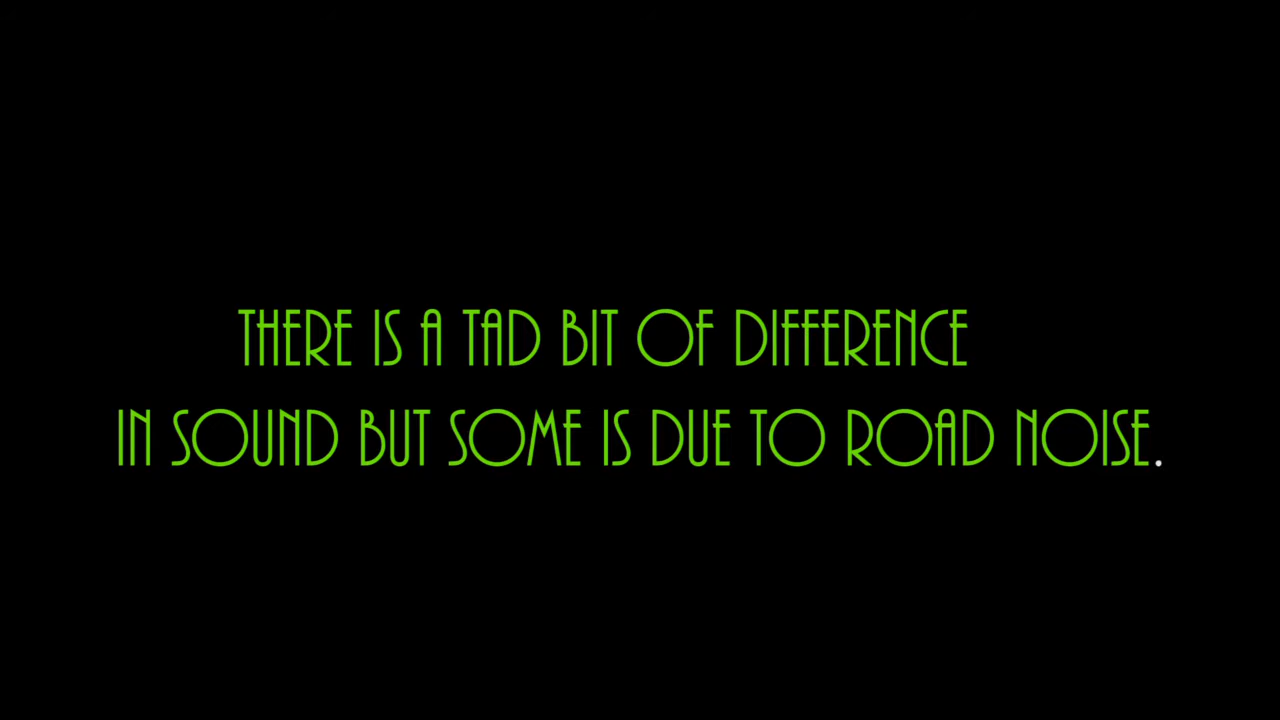 THERE IS A TAD BIT OF DIFFERENCE
IN SOUND BUT SOME IS DUE TO ROAD NOISE.